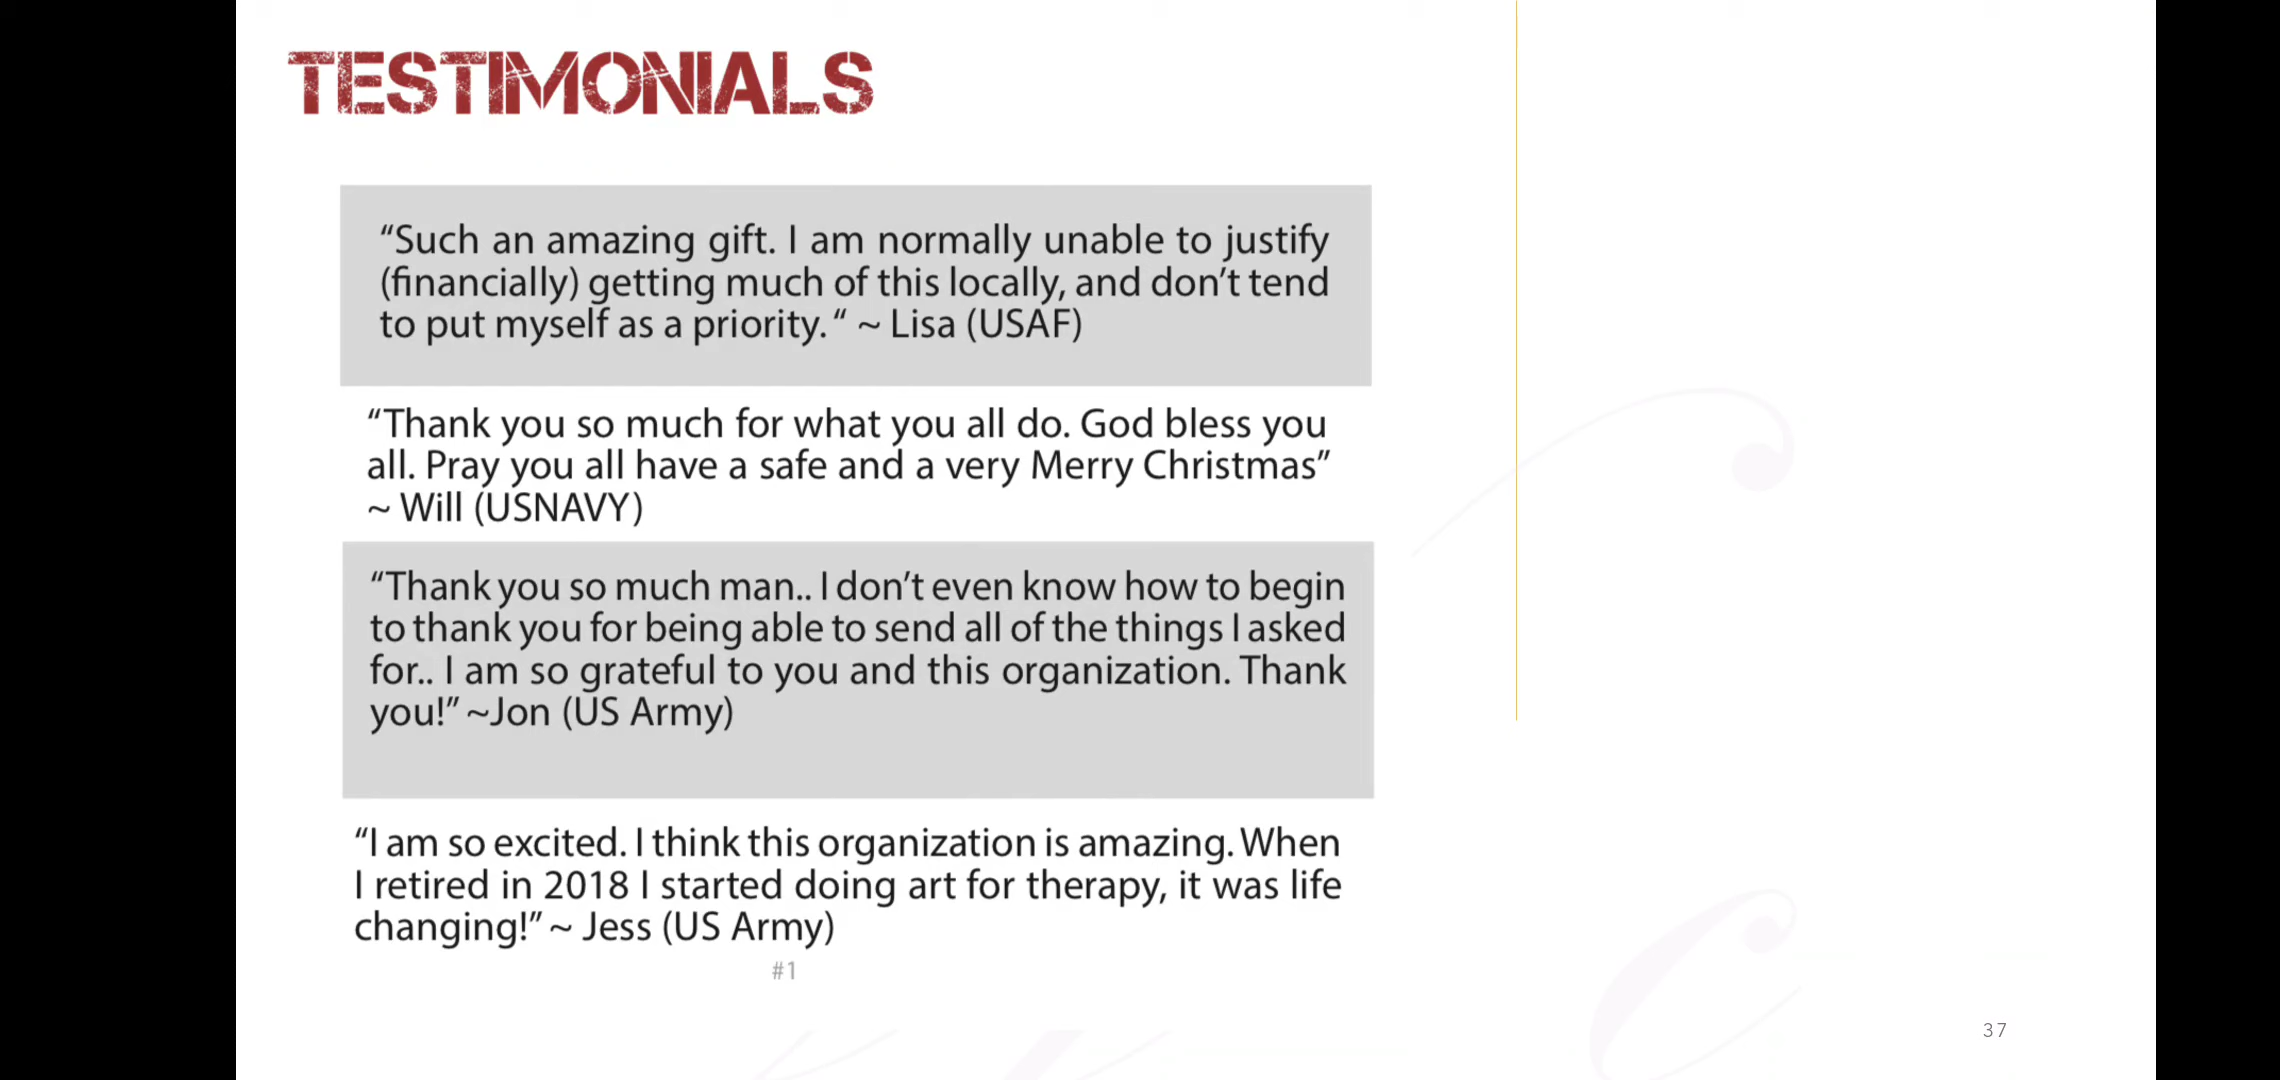 TESTIMONIALS
“Such an amazing gift. I am normally unable to justify
(financially) getting much of this locally, and don’t tend
to put myself as a priority. “ ~ Lisa (USAF)
“Thank you so much for what you all do. God bless you
all. Pray you all have a safe and a very Merry Christmas”
~ Will (USNAVY)
“Thank you so much man.. I don’t even know how to begin
to thank you for being able to send all of the things I asked
for.. I am so grateful to you and this organization. Thank
you!” ~Jon (US Army)
“I am so excited. I think this organization is amazing. When
I retired in 2018 I started doing art for therapy, it was life
changing!” ~ Jess (US Army)
#1
37